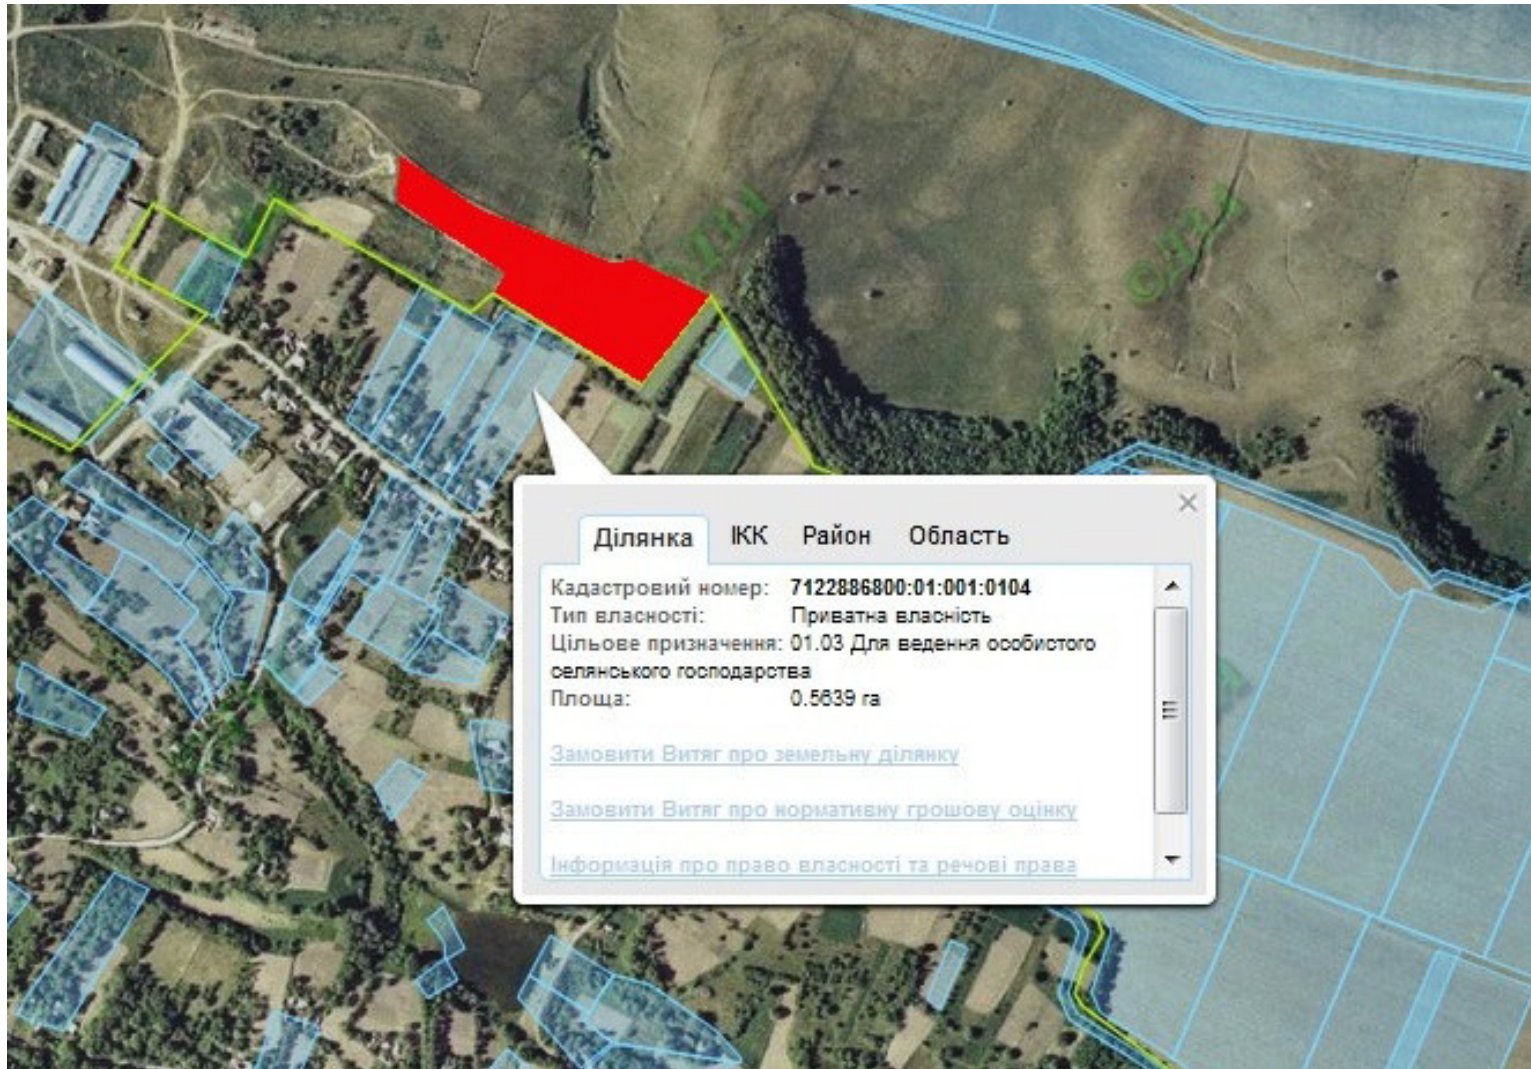 Ділянка ІКК Район Область
Кадастровий номер: 7122886800:01:001:0104
Тип власності: Приватна власність
Цільове призначення: 01.03 Для ведення особистого
селянського господарства
Площа: 0.5639 га
Замовити Витяг про земельну ділянку
Замовити Витяг про нормативну грошову оцінку
Інформація про право власності та речові права